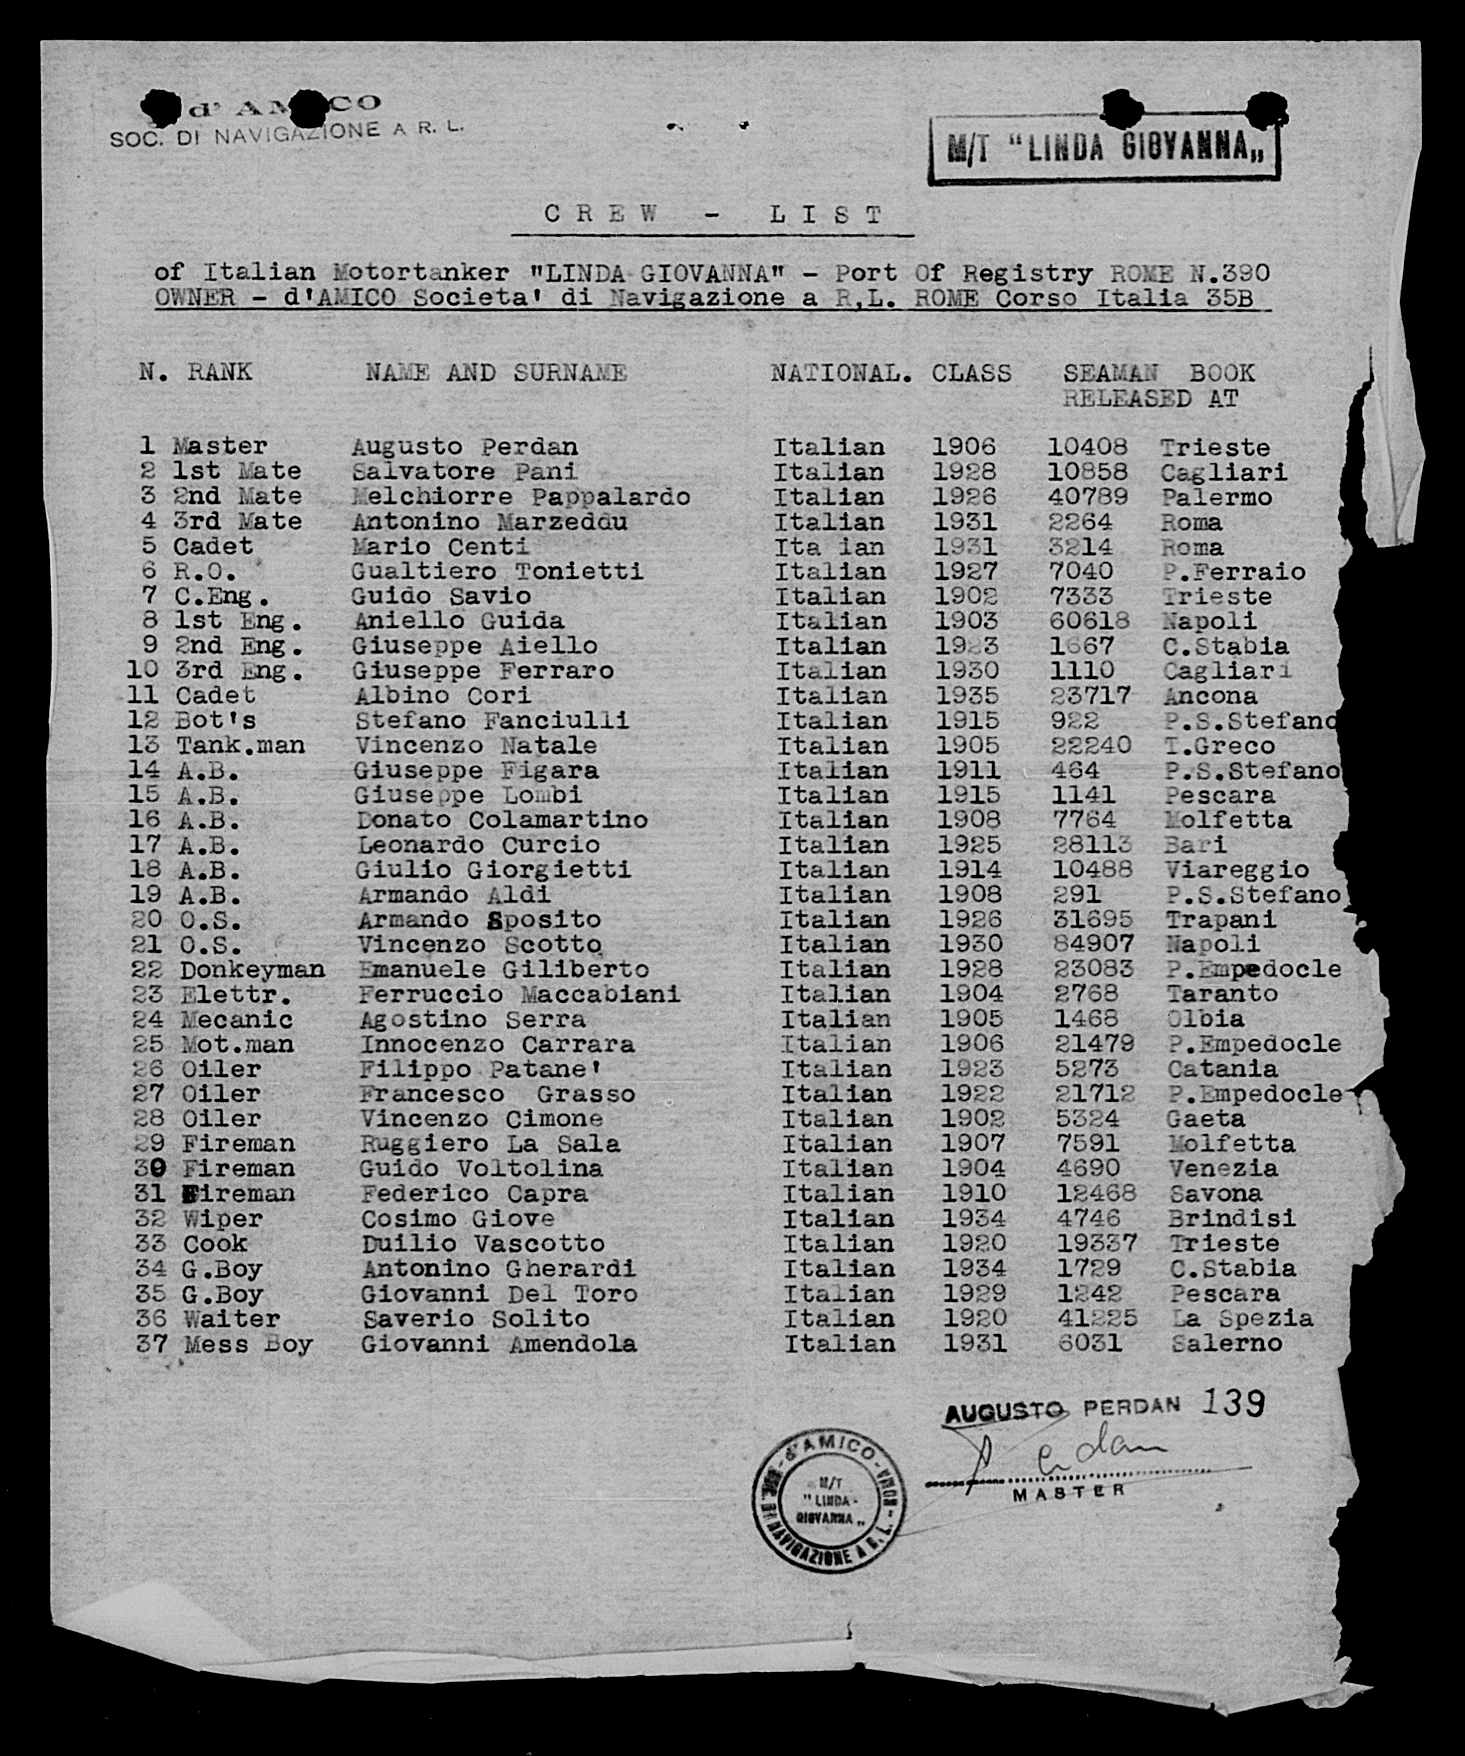 d' AMICO
SOC. DI NAVIGAZIONE A R. L.
M/T "LINDA GIOVANNA„
CREW - LIST
of Italian Motortanker "LINDA GIOVANNA" - Port Of Registry ROME N.390
OWNER - d'AMICO Societa' di Navigazione a R,L. ROME Corso Italia 35B
N. RANK NAME AND SURNAME NATIONAL. CLASS SEAMAN BOOK
RELEASED AT
1 Master Augusto Perdan Italian 1906 10408 Trieste
2 1st Mate Salvatore Pani Italian 1928 10858 Cagliari
3 2nd Mate Melchiorre Pappalardo Italian 1926 40789 Palermo
4 3rd Mate Antonino Marzeddu Italian 1931 2264 Roma
5 Cadet Mario Centi Ita ian 1931 3214 Roma
6 R.O. Gualtiero Tonietti Italian 1927 7040 P.Ferraio
7 C.Eng. Guido Savio Italian 1902 7333 Trieste
8 1st Eng. Aniello Guida Italian 1903 60618 Napoli
9 2nd Eng. Giuseppe Aiello Italian 1923 1667 C.Stabia
10 3rd Eng. Giuseppe Ferraro Italian 1930 1110 Cagliari
11 Cadet Albino Cori Italian 1935 23717 Ancona
12 Bot's Stefano Fanciulli Italian 1915 922 P.S.Stefano
13 Tank.man Vincenzo Natale Italian 1905 22240 T.Greco
14 A.B. Giuseppe Figara Italian 1911 464 P.S.Stefano
15 A.B. Giuseppe Lombi Italian 1915 1141 Pescara
16 A.B. Donato Colamartino Italian 1908 7764 Molfetta
17 A.B. Leonardo Curcio Italian 1925 28113 Bari
18 A.B. Giulio Giorgietti Italian 1914 10488 Viareggio
19 A.B. Armando Aldi Italian 1908 291 P.S.Stefano
20 O.S. Armando Sposito Italian 1926 31695 Trapani
21 O.S. Vincenzo Scotto Italian 1930 84907 Napoli
22 Donkeyman Emanuele Giliberto Italian 1928 23083 P.Empedocle
23 Elettr. Ferruccio Maccabiani Italian 1904 2768 Taranto
24 Mecanic Agostino Serra Italian 1905 1468 Olbia
25 Mot.man Innocenzo Carrara Italian 1906 21479 P.Empedocle
26 Oiler Filippo Patane' Italian 1923 5273 Catania
27 Oiler Francesco Grasso Italian 1922 21712 P.Empedocle
28 Oiler Vincenzo Cimone Italian 1902 5324 Gaeta
29 Fireman Ruggiero La Sala Italian 1907 7591 Molfetta
30 Fireman Guido Voltolina Italian 1904 4690 Venezia
31 Fireman Federico Capra Italian 1910 12468 Savona
32 Wiper Cosimo Giove Italian 1934 4746 Brindisi
33 Cook Duilio Vascotto Italian 1920 19337 Trieste
34 G.Boy Antonino Gherardi Italian 1934 1729 C.Stabia
35 G.Boy Giovanni Del Toro Italian 1929 1242 Pescara
36 Waiter Saverio Solito Italian 1920 41225 La Spezia
37 Mess Boy Giovanni Amendola Italian 1931 6031 Salerno
AUGUSTO PERDAN 139
A Perdan
MASTER
d'AMICO - ROMA - SOC. DI NAVIGAZIONE A R. L.
M/T
"LINDA-
GIOVANNA„